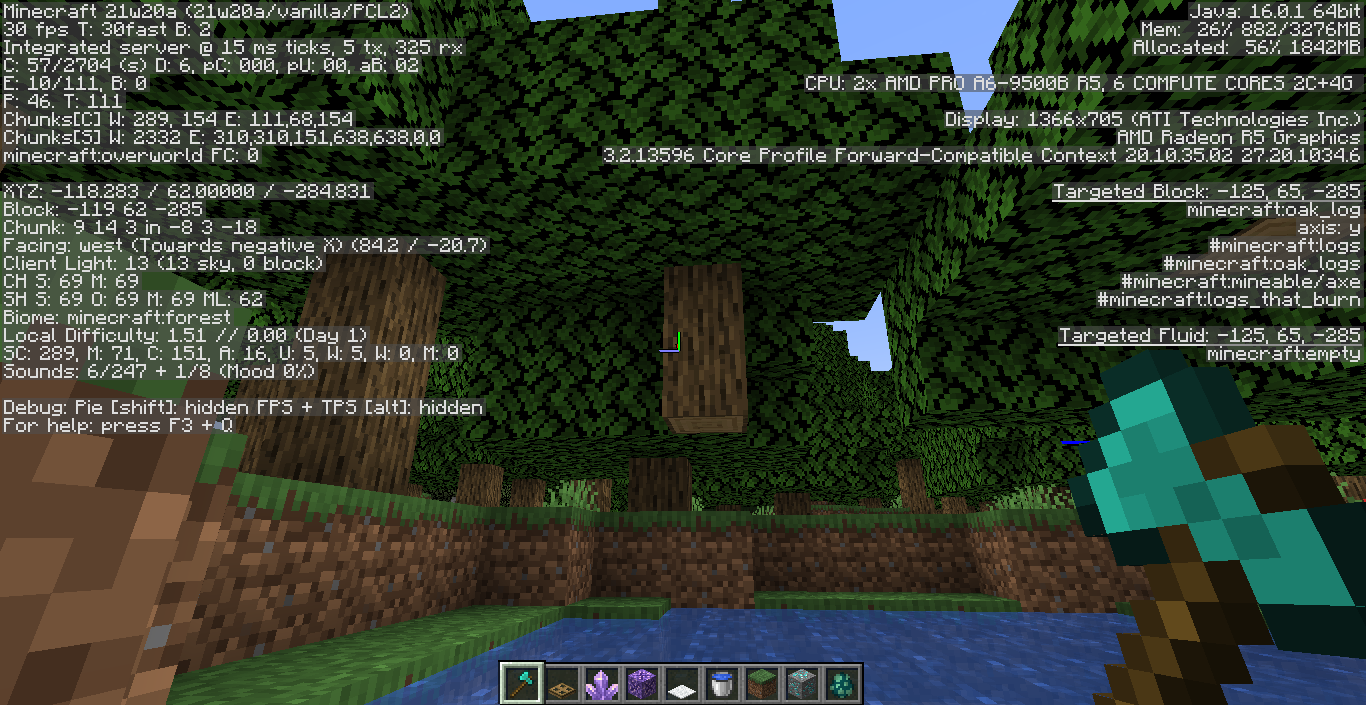 Minecraft 21w20a (21w20a/vanilla/PCL2)
30 fps T: 30fast B: 2
Integrated server @ 15 ms ticks, 5 tx, 325 rx
C: 57/2704 (s) D: 6, pC: 000, pU: 00, aB: 02
E: 10/111, B: 0
P: 46. T: 111
Chunks[C] W: 289, 154 E: 111,68,154
Chunks[S] W: 2332 E: 310,310,151,638,638,0,0
minecraft:overworld FC: 0
XYZ: -118.283 / 62.00000 / -284.831
Block: -119 62 -285
Chunk: 9 14 3 in -8 3 -18
Facing: west (Towards negative X) (84.2 / -20.7)
Client Light: 13 (13 sky, 0 block)
CH S: 69 M: 69
SH S: 69 O: 69 M: 69 ML: 62
Biome: minecraft:forest
Local Difficulty: 1.51 // 0.00 (Day 1)
SC: 289, M: 71, C: 151, A: 16, U: 5, W: 5, W: 0, M: 0
Sounds: 6/247 + 1/8 (Mood 0%)
Debug: Pie [shift]: hidden FPS + TPS [alt]: hidden
For help: press F3 + Q
Java: 16.0.1 64bit
Mem: 26% 882/3276MB
Allocated: 56% 1842MB
CPU: 2x AMD PRO A6-9500B R5, 6 COMPUTE CORES 2C+4G
Display: 1366x705 (ATI Technologies Inc.)
AMD Radeon R5 Graphics
3.2.13596 Core Profile Forward-Compatible Context 20.10.35.02 27.20.1034.6
Targeted Block: -125, 65, -285
minecraft:oak_log
axis: y
#minecraft:logs
#minecraft:oak_logs
#minecraft:mineable/axe
#minecraft:logs_that_burn
Targeted Fluid: -125, 65, -285
minecraft:empty